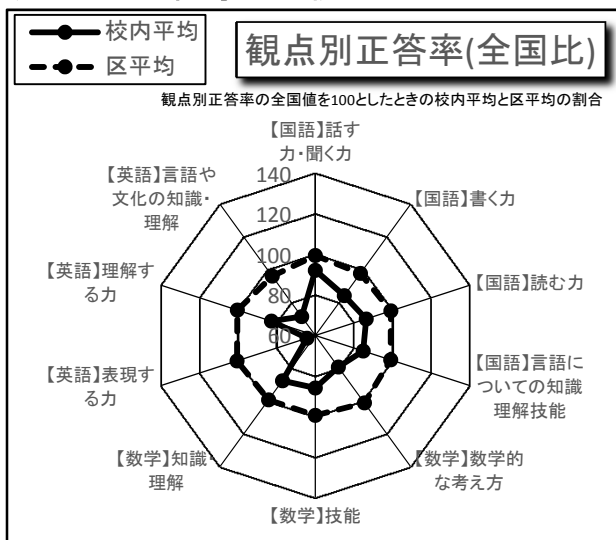 校内平均
区平均
観点別正答率(全国比)
観点別正答率の全国値を100としたときの校内平均と区平均の割合
【国語】話す
力・聞く力
【国語】書く力
【国語】読む力
【国語】言語に
ついての知識
理解技能
【数学】数学的
な考え方
【数学】技能
【数学】知識・
理解
【英語】表現す
る力
【英語】理解す
る力
【英語】言語や
文化の知識・
理解
140
120
100
80
60